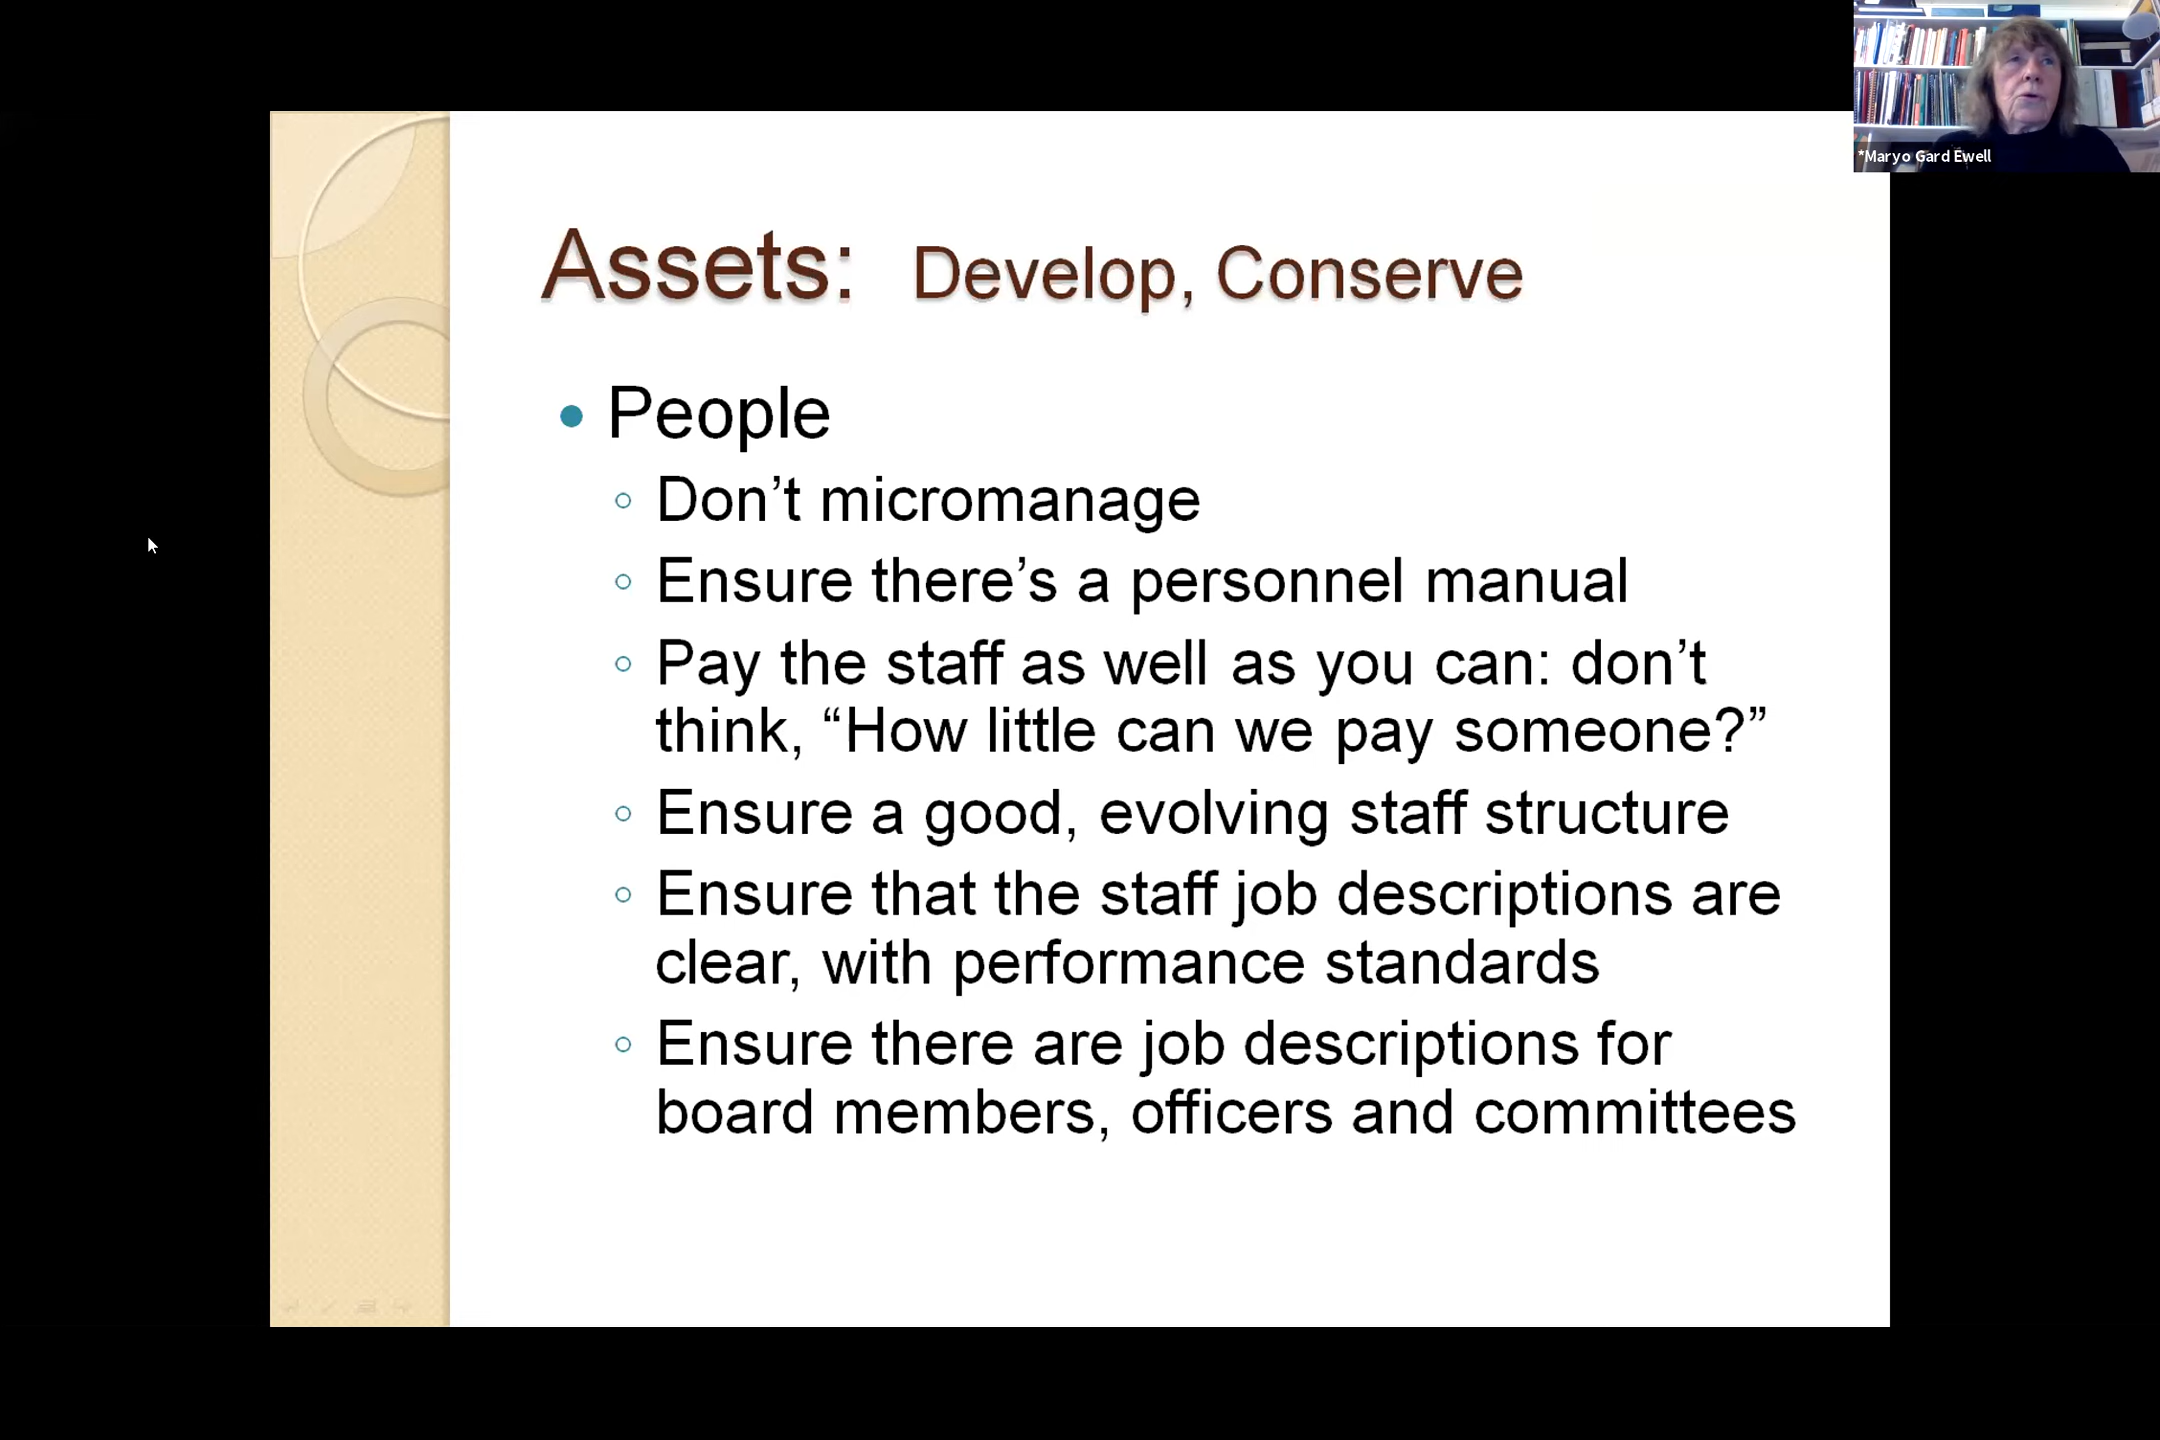 *Maryo Gard Ewell
Assets: Develop, Conserve
People
Don’t micromanage
Ensure there’s a personnel manual
Pay the staff as well as you can: don’t
think, “How little can we pay someone?”
Ensure a good, evolving staff structure
Ensure that the staff job descriptions are
clear, with performance standards
Ensure there are job descriptions for
board members, officers and committees